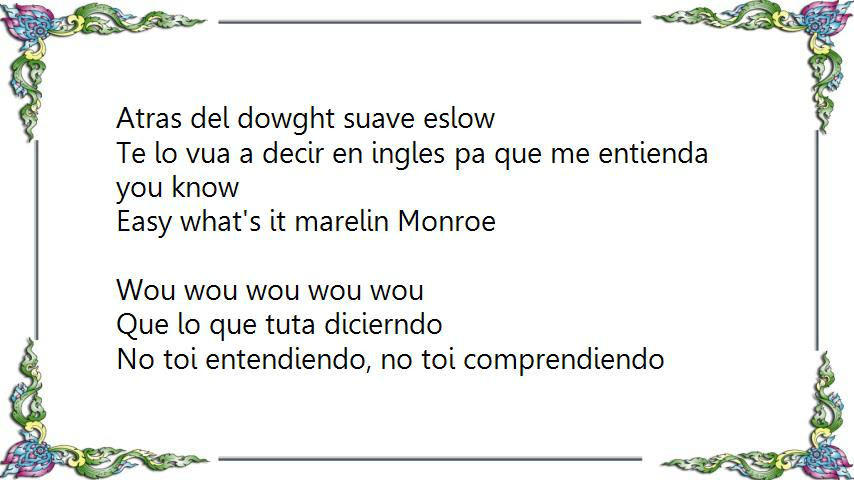 Atras del dowght suave eslow
Te lo vua a decir en ingles pa que me entienda
you know
Easy what's it marelin Monroe
Wou wou wou wou wou
Que lo que tuta dicierndo
No toi entendiendo, no toi comprendiendo